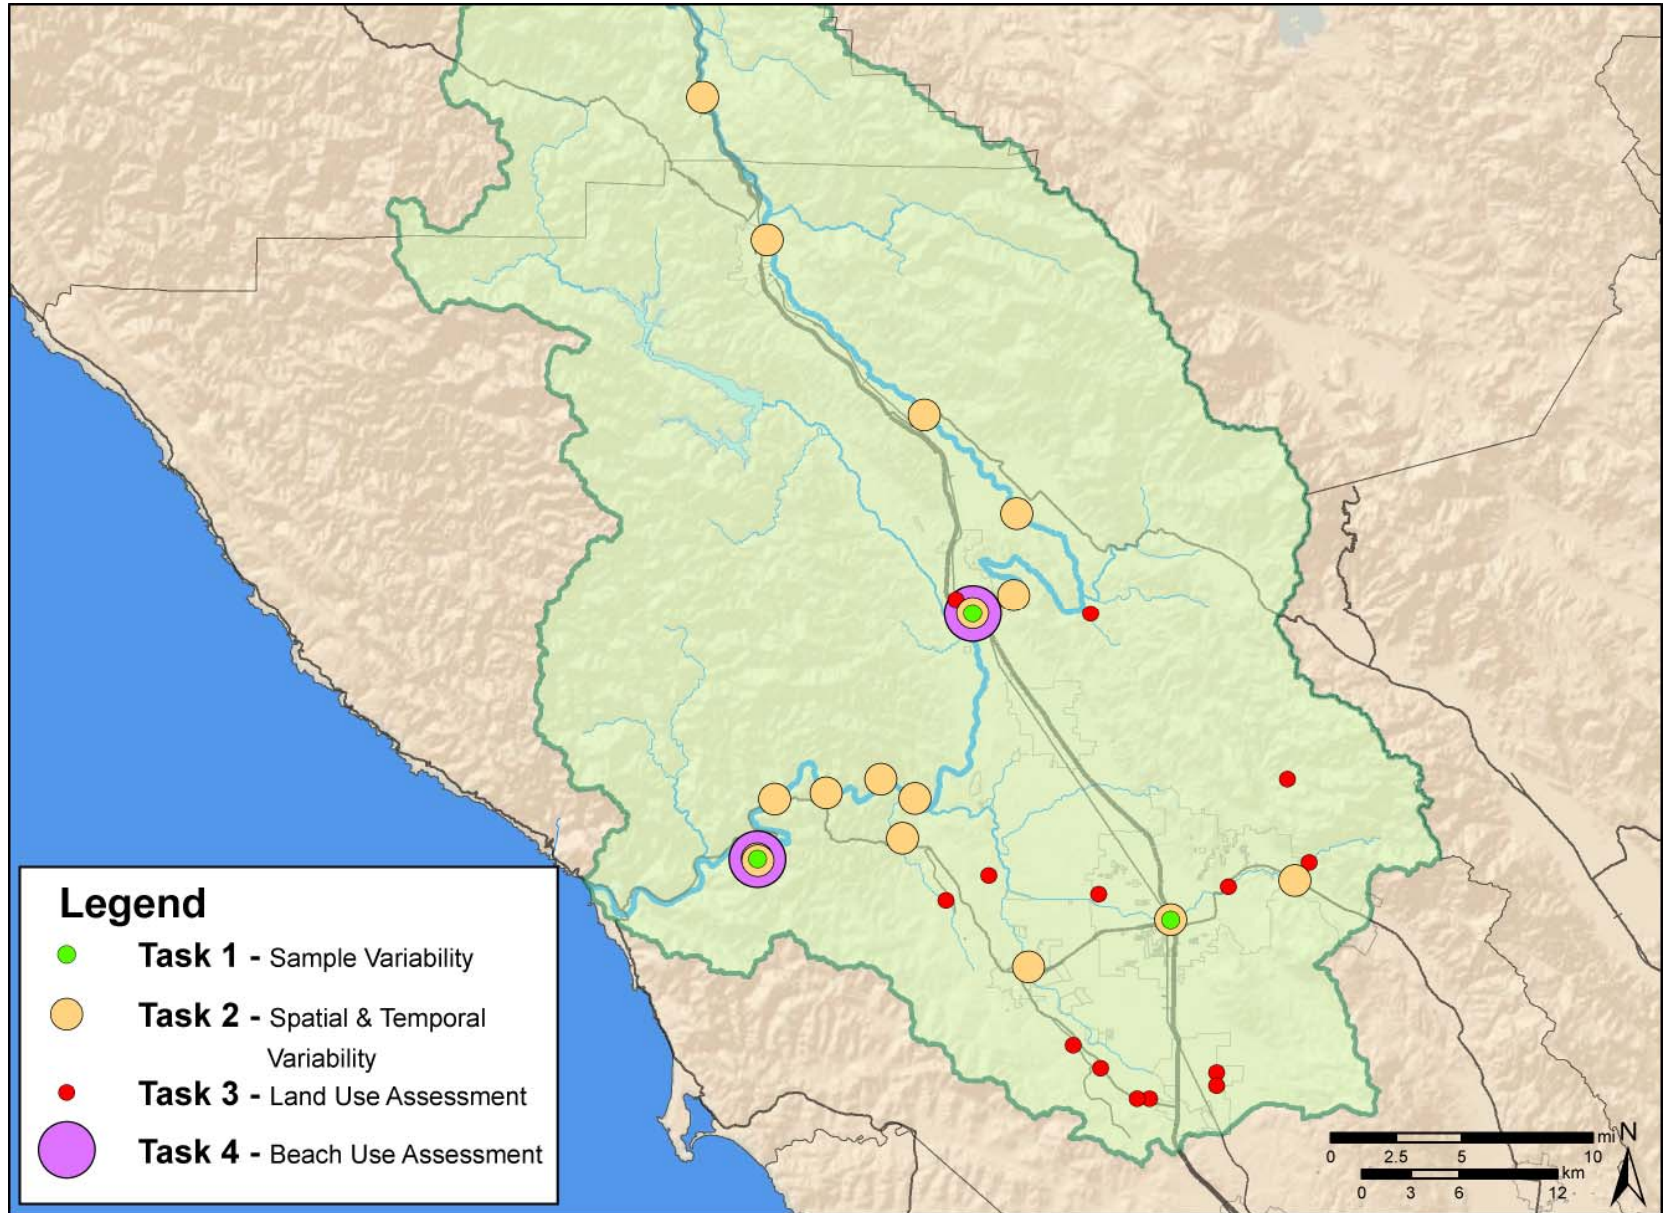 Legend
Task 1 - Sample Variability
Task 2 - Spatial & Temporal
Variability
Task 3 - Land Use Assessment
Task 4 - Beach Use Assessment
mi N
0 2.5 5 10
km
0 3 6 12